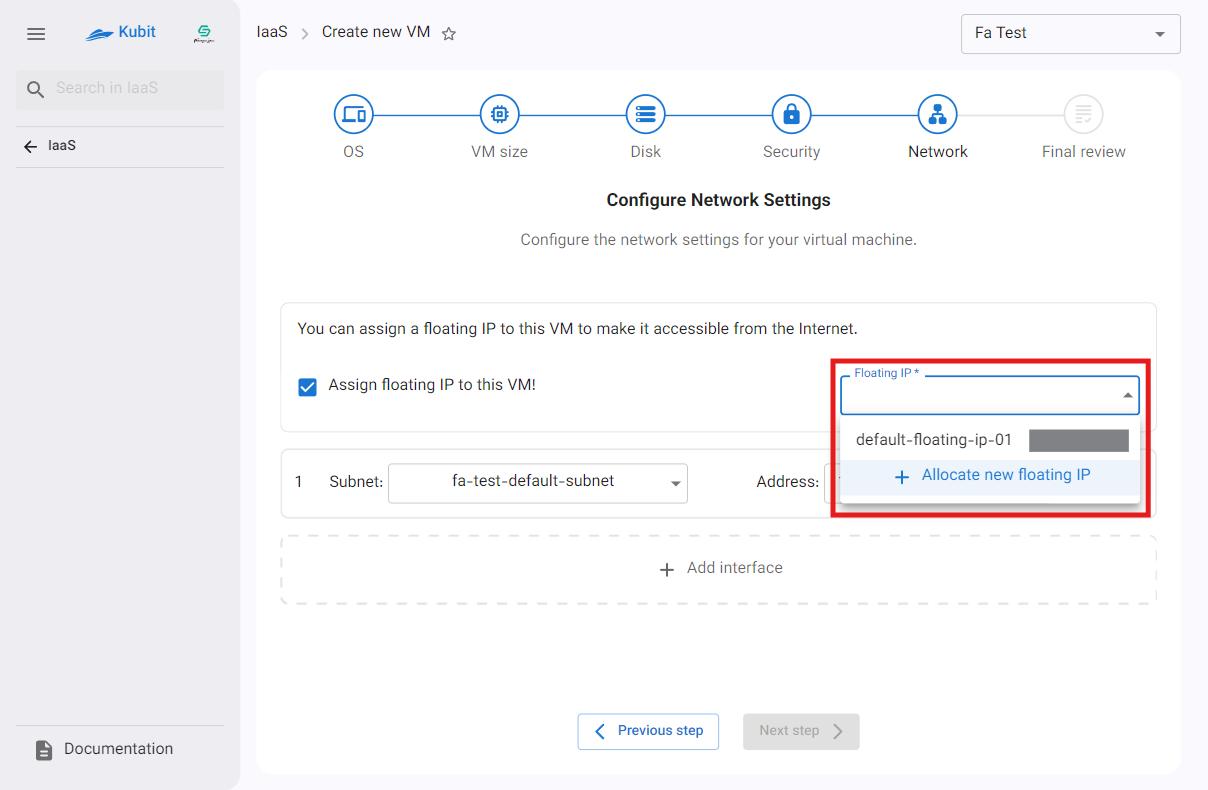 Kubit
IaaS
Create new VM
Fa Test
Search in IaaS
IaaS
OS
VM size
Disk
Security
Network
Final review
Configure Network Settings
Configure the network settings for your virtual machine.
You can assign a floating IP to this VM to make it accessible from the Internet.
Assign floating IP to this VM!
Floating IP *
default-floating-ip-01
Allocate new floating IP
1 Subnet: fa-test-default-subnet Address:
Add interface
Previous step
Next step
Documentation